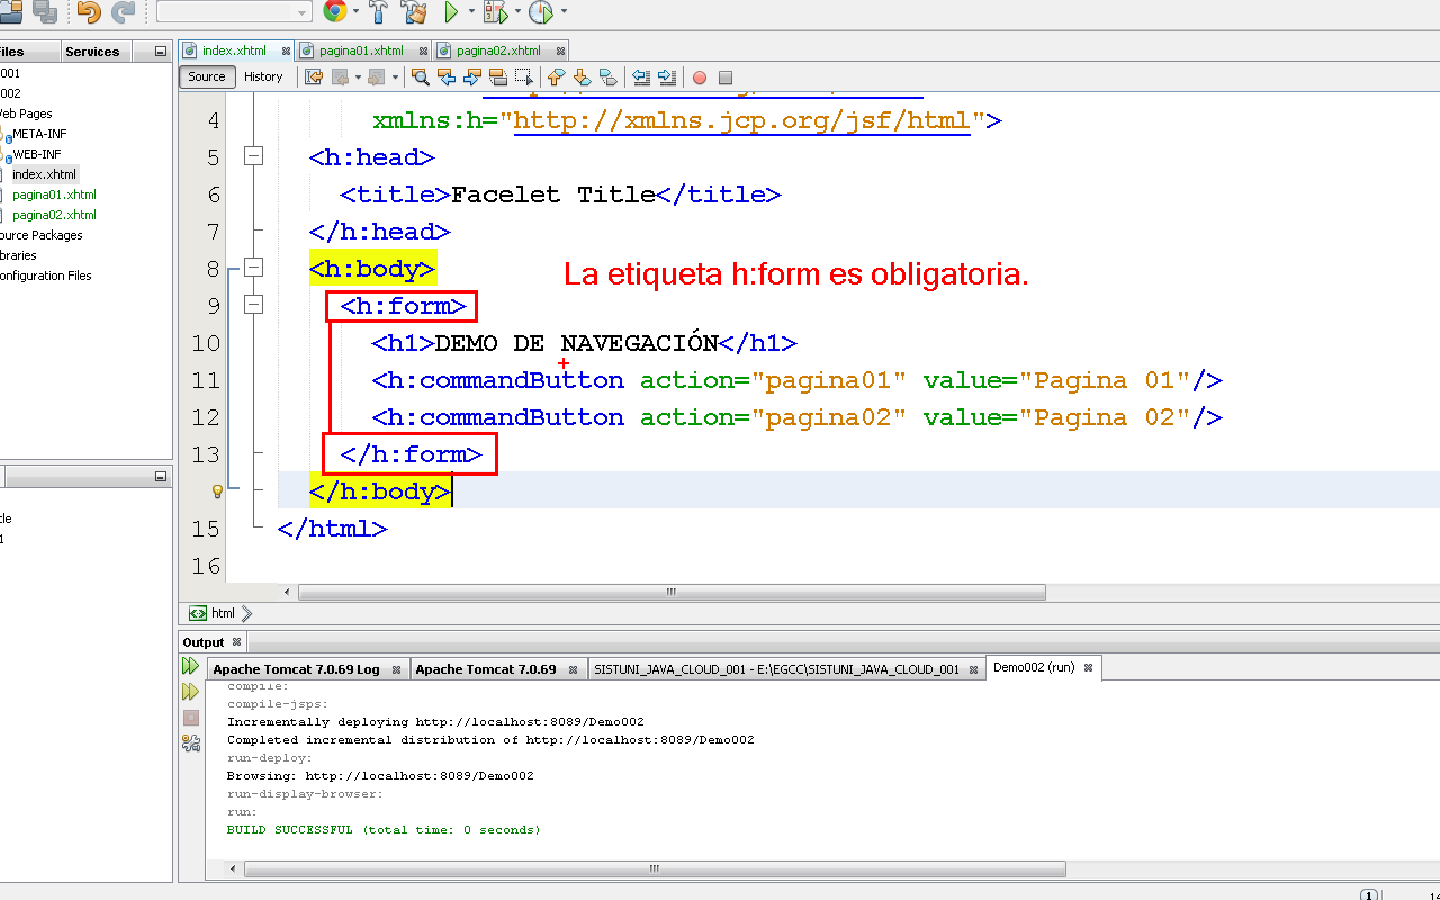 iles
Services
001
002
eb Pages
META-INF
WEB-INF
index.xhtml
pagina01.xhtml
pagina02.xhtml
ource Packages
braries
onfiguration Files
tle
1
index.xhtml
pagina01.xhtml
pagina02.xhtml
Source
History
4 xmlns:h="http://xmlns.jcp.org/jsf/html">
5 <h:head>
6 <title>Facelet Title</title>
7 </h:head>
8 <h:body>
La etiqueta h:form es obligatoria.
9 <h:form>
10 <h1>DEMO DE NAVEGACIÓN</h1>
11 <h:commandButton action="pagina01" value="Pagina 01"/>
12 <h:commandButton action="pagina02" value="Pagina 02"/>
13 </h:form>
</h:body>
15 </html>
16
html
Output
Apache Tomcat 7.0.69 Log
Apache Tomcat 7.0.69
SISTUNI_JAVA_CLOUD_001 - E:\EGCC\SISTUNI_JAVA_CLOUD_001
Demo002 (run)
compile:
compile-jsps:
Incrementally deploying http://localhost:8089/Demo002
Completed incremental distribution of http://localhost:8089/Demo002
run-deploy:
Browsing: http://localhost:8089/Demo002
run-display-browser:
run:
BUILD SUCCESSFUL (total time: 0 seconds)
1
14